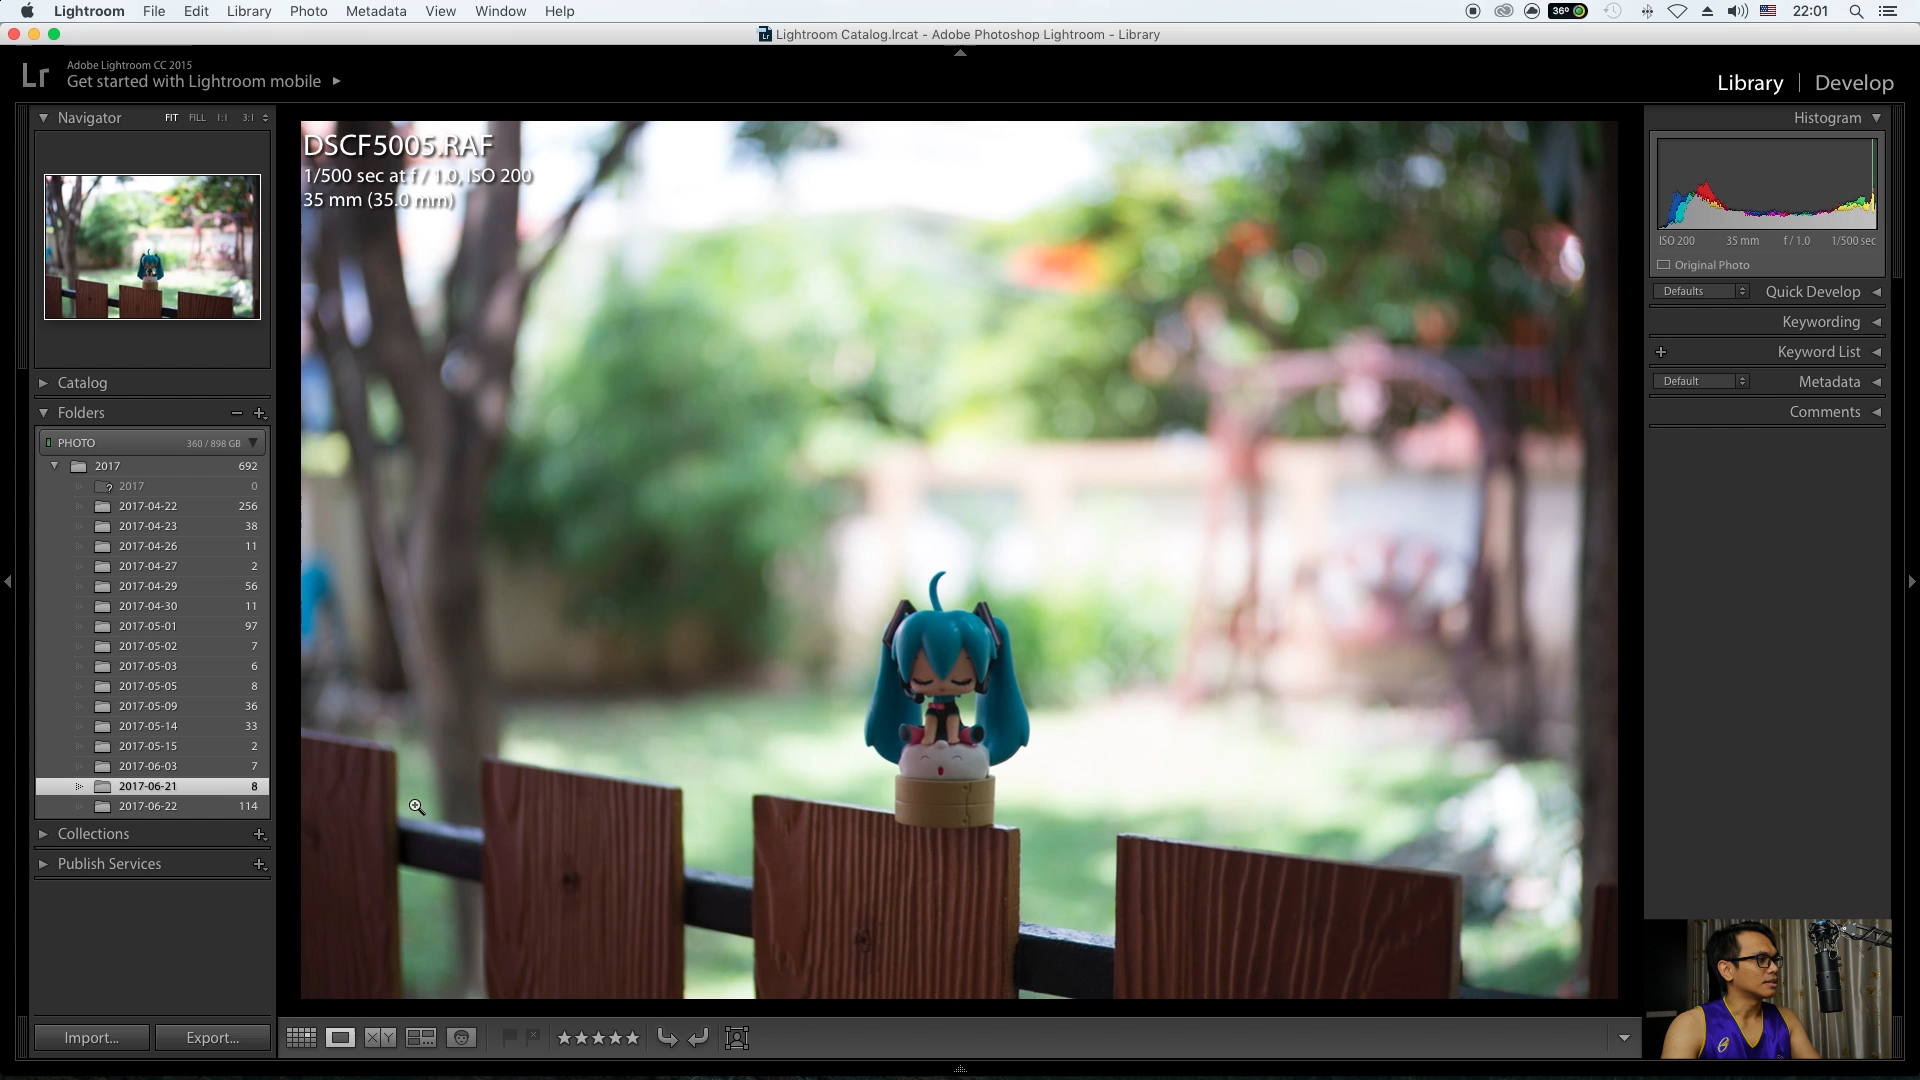 Lightroom File Edit Library Photo Metadata View Window Help
36° 22:01
Lightroom Catalog.lrcat - Adobe Photoshop Lightroom - Library
Lr
Adobe Lightroom CC 2015
Get started with Lightroom mobile
Library | Develop
Navigator FIT FILL 1:1 3:1
DSCF5005.RAF
1/500 sec at f / 1.0, ISO 200
35 mm (35.0 mm)
Catalog
Folders
PHOTO 360 / 898 GB
2017 692
2017 0
2017-04-22 256
2017-04-23 38
2017-04-26 11
2017-04-27 2
2017-04-29 56
2017-04-30 11
2017-05-01 97
2017-05-02 7
2017-05-03 6
2017-05-05 8
2017-05-09 36
2017-05-14 33
2017-05-15 2
2017-06-03 7
2017-06-21 8
2017-06-22 114
Collections
Publish Services
Import... Export...
XY
Histogram
ISO 200 35 mm f / 1.0 1/500 sec
Original Photo
Defaults Quick Develop
Keywording
Keyword List
Default Metadata
Comments